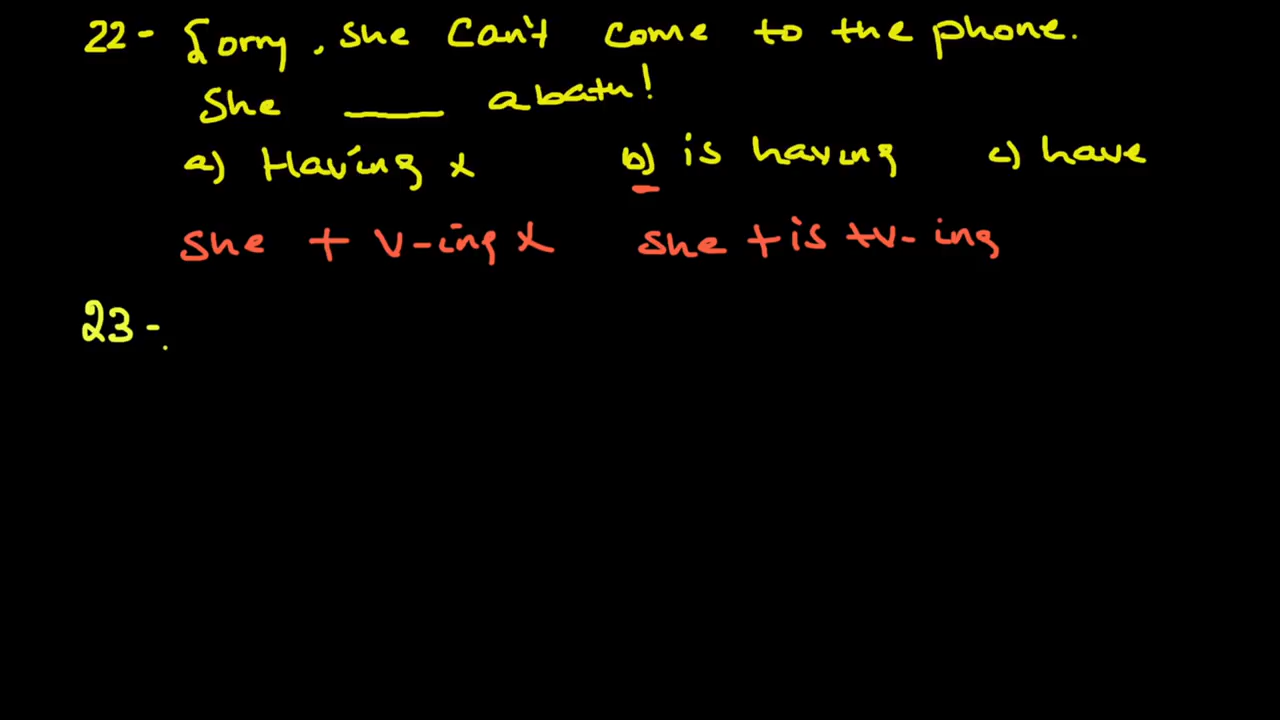 22- Sorry, she can't come to the phone.
She ____ a bath!
a) Having x b) is having c) have
she + v-ing x she + is + v-ing
23-